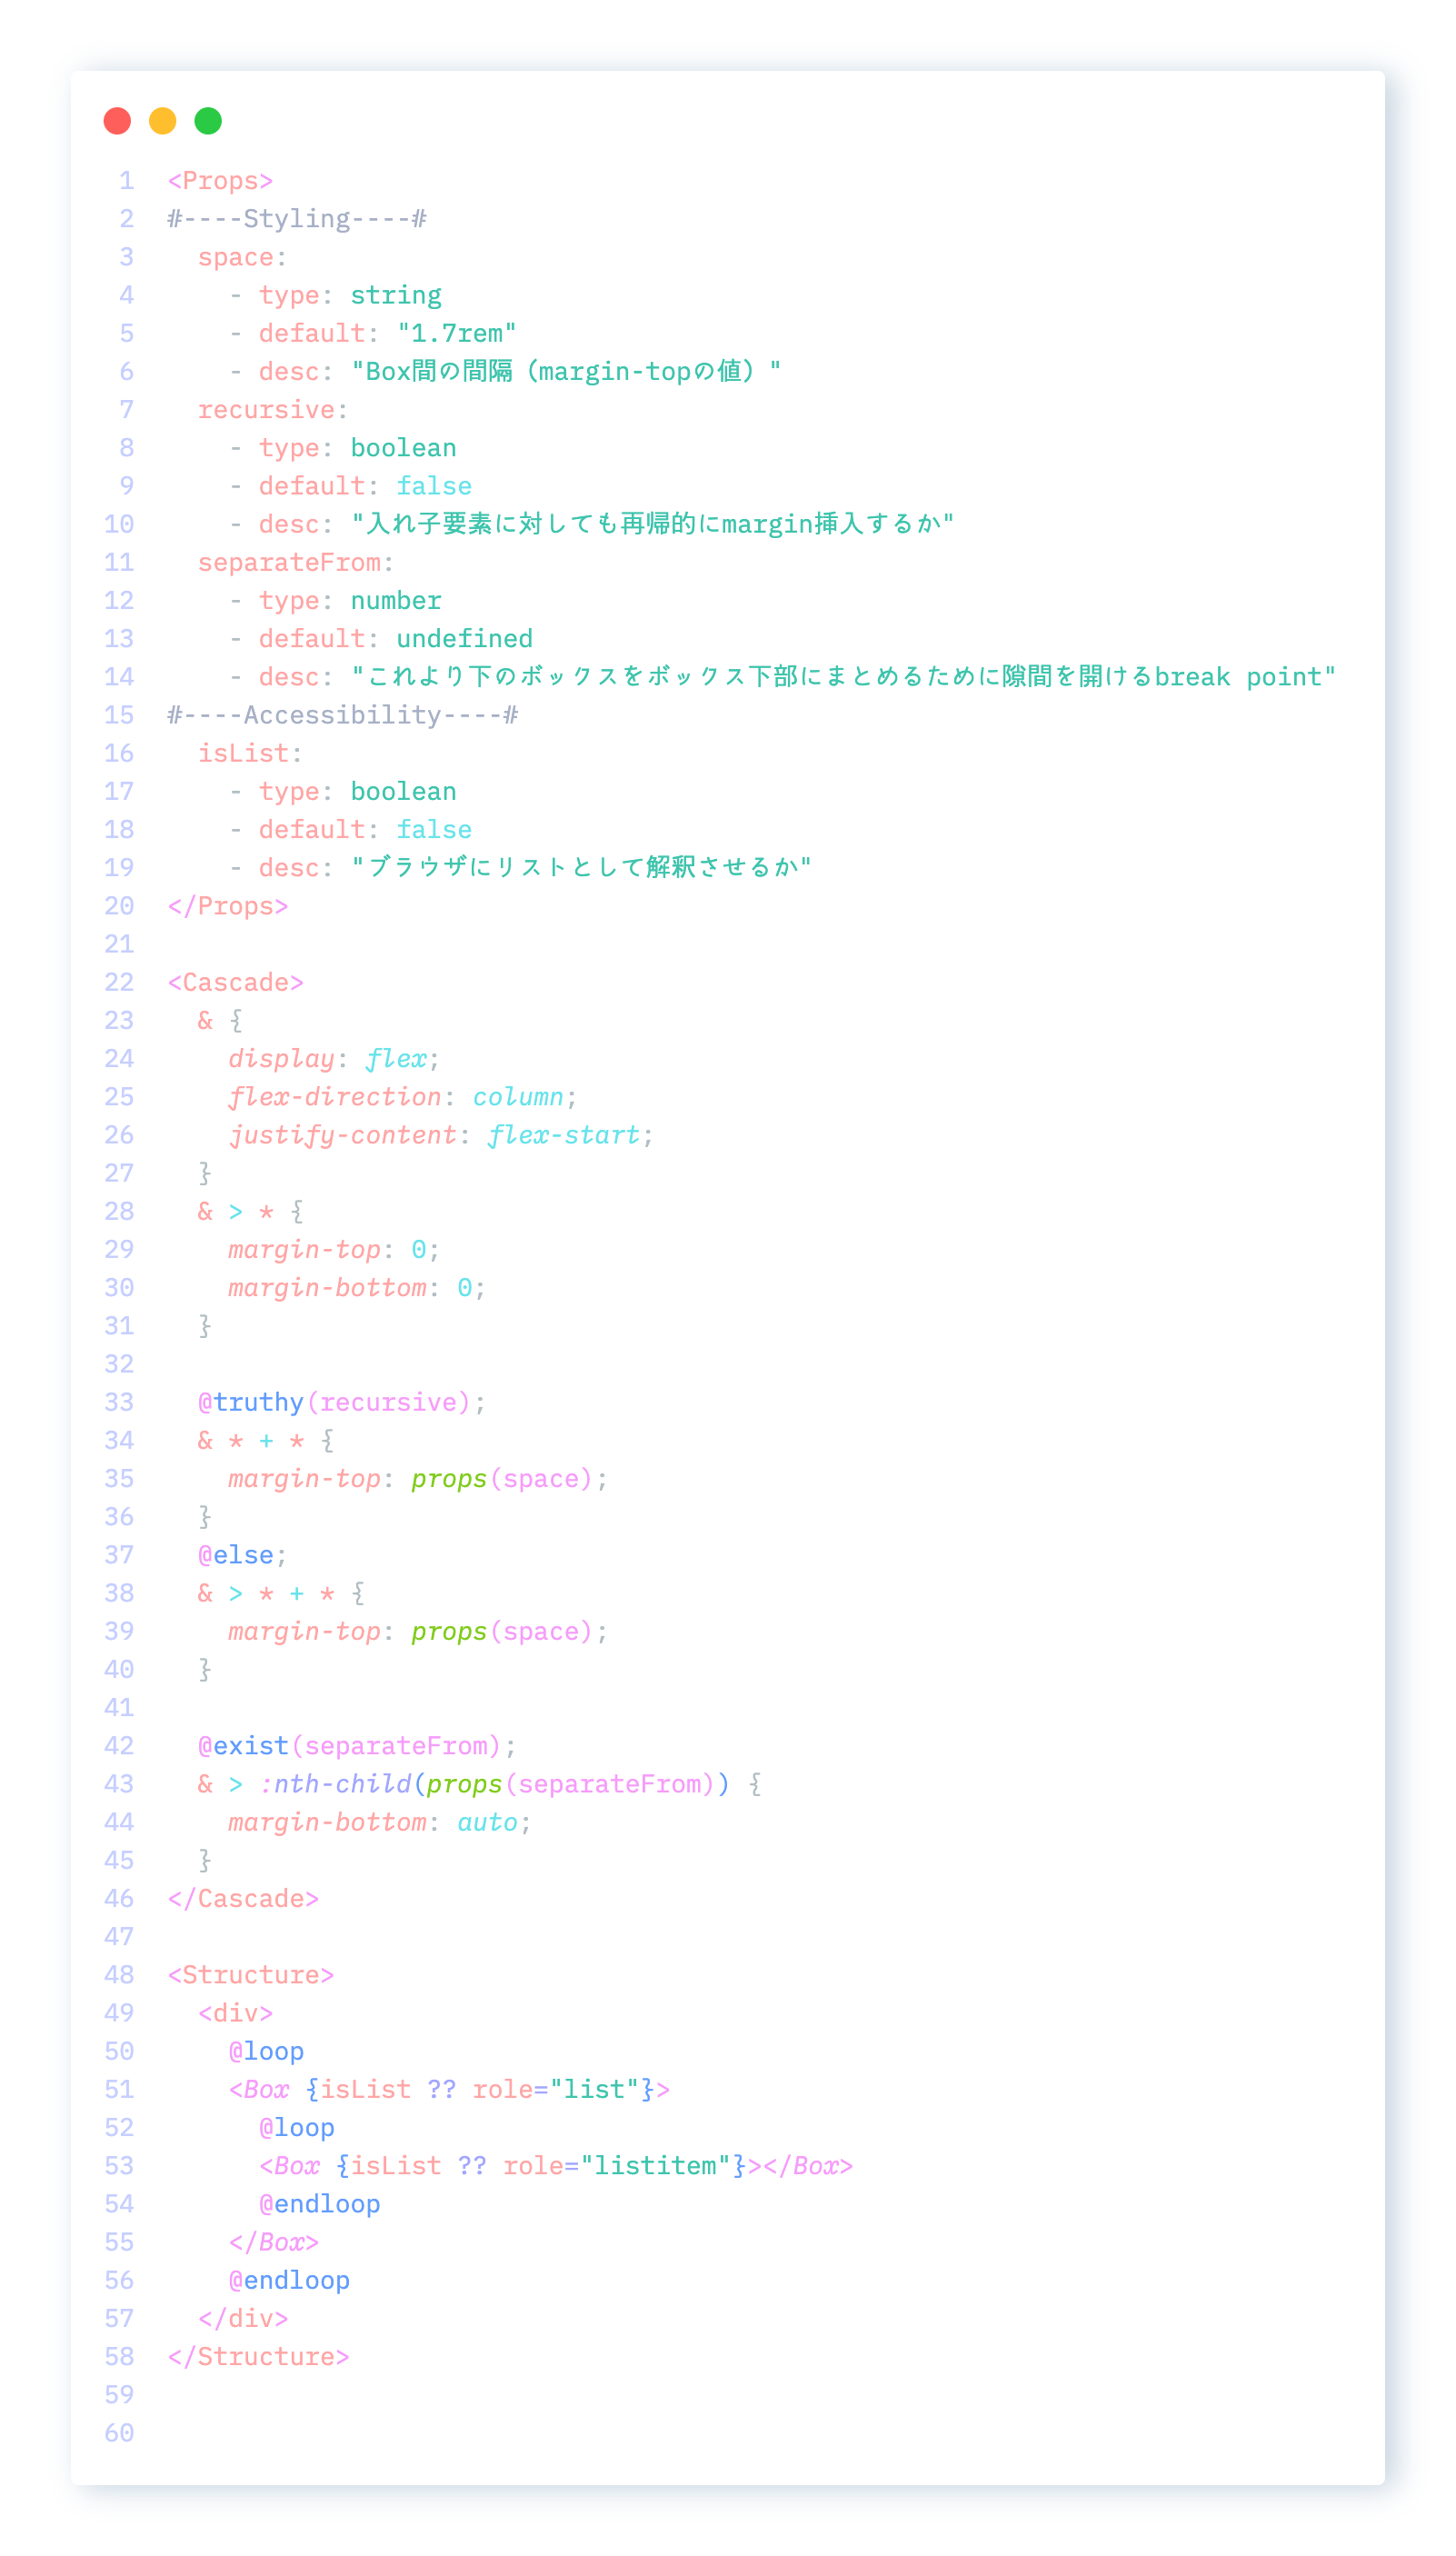 1 <Props>
2 #----Styling----#
3   space:
4     - type: string
5     - default: "1.7rem"
6     - desc: "Box間の間隔（margin-topの値）"
7   recursive:
8     - type: boolean
9     - default: false
10     - desc: "入れ子要素に対しても再帰的にmargin挿入するか"
11   separateFrom:
12     - type: number
13     - default: undefined
14     - desc: "これより下のボックスをボックス下部にまとめるために隙間を開けるbreak point"
15 #----Accessibility----#
16   isList:
17     - type: boolean
18     - default: false
19     - desc: "ブラウザにリストとして解釈させるか"
20 </Props>
21
22 <Cascade>
23   & {
24     display: flex;
25     flex-direction: column;
26     justify-content: flex-start;
27   }
28   & > * {
29     margin-top: 0;
30     margin-bottom: 0;
31   }
32
33   @truthy(recursive);
34   & * + * {
35     margin-top: props(space);
36   }
37   @else;
38   & > * + * {
39     margin-top: props(space);
40   }
41
42   @exist(separateFrom);
43   & > :nth-child(props(separateFrom)) {
44     margin-bottom: auto;
45   }
46 </Cascade>
47
48 <Structure>
49   <div>
50     @loop
51     <Box {isList ?? role="list"}>
52       @loop
53       <Box {isList ?? role="listitem"}></Box>
54       @endloop
55     </Box>
56     @endloop
57   </div>
58 </Structure>
59
60